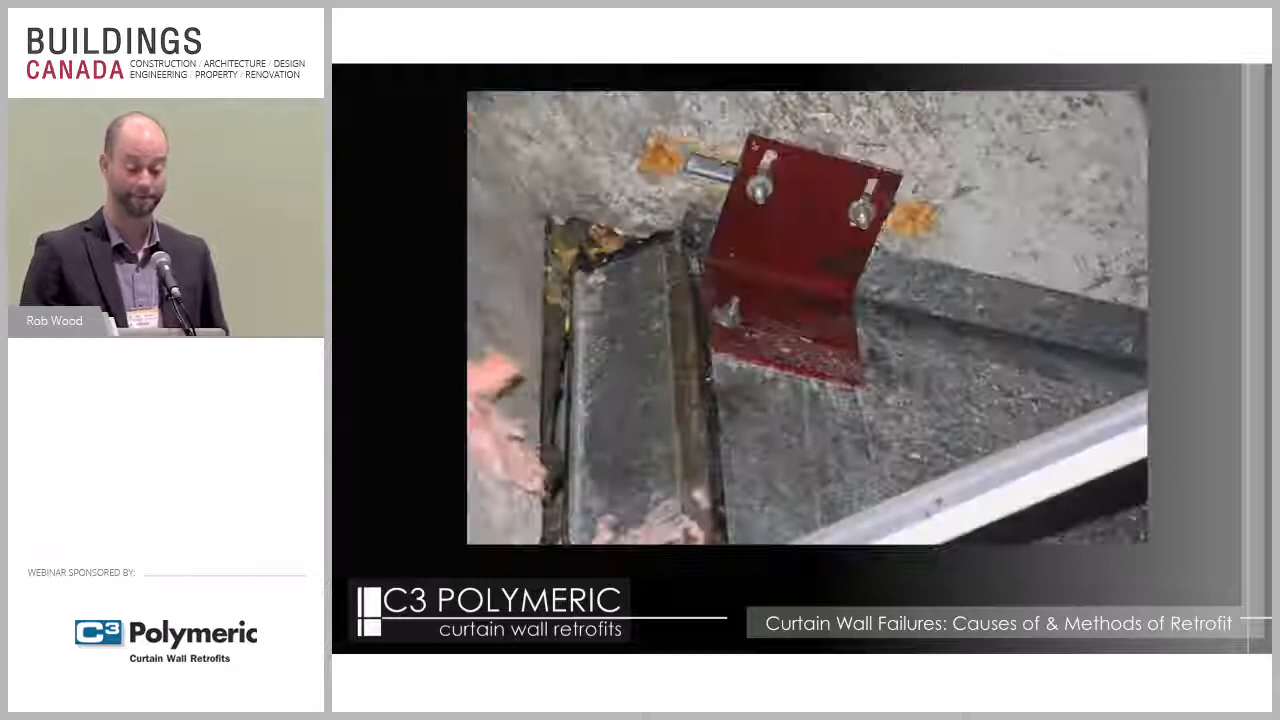 BUILDINGS
CANADA CONSTRUCTION / ARCHITECTURE / DESIGN
ENGINEERING / PROPERTY / RENOVATION
Rob Wood
WEBINAR SPONSORED BY:
C3 Polymeric
Curtain Wall Retrofits
C3 POLYMERIC
curtain wall retrofits
Curtain Wall Failures: Causes of & Methods of Retrofit